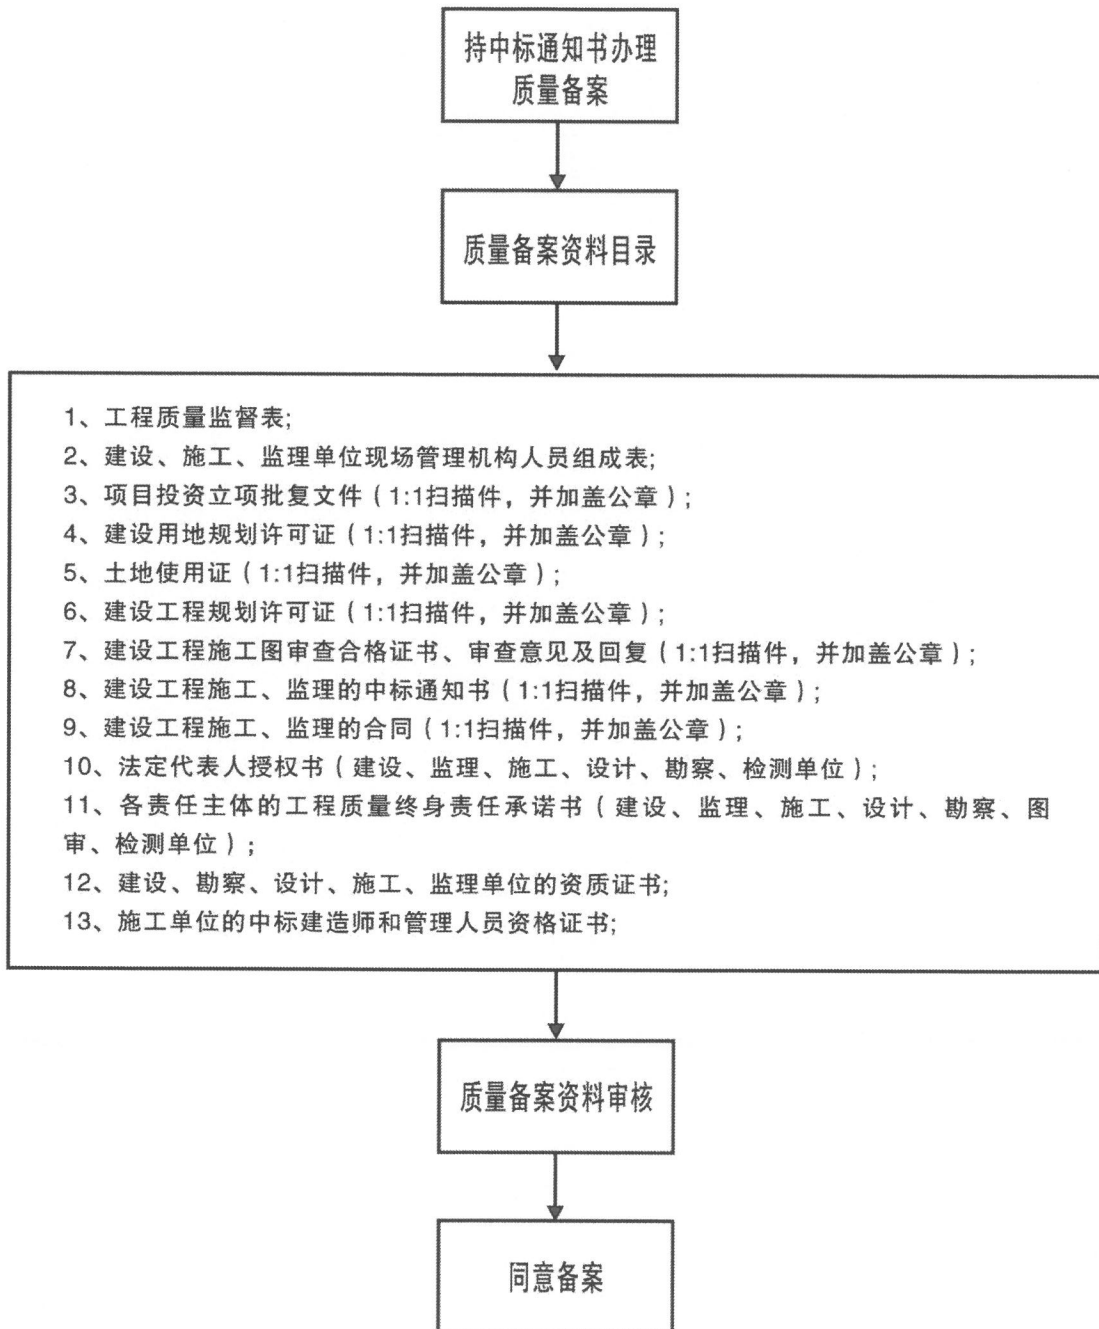 持中标通知书办理
质量备案
质量备案资料目录
1、工程质量监督表;
2、建设、施工、监理单位现场管理机构人员组成表;
3、项目投资立项批复文件（1:1扫描件，并加盖公章）;
4、建设用地规划许可证（1:1扫描件，并加盖公章）;
5、土地使用证（1:1扫描件，并加盖公章）;
6、建设工程规划许可证（1:1扫描件，并加盖公章）;
7、建设工程施工图审查合格证书、审查意见及回复（1:1扫描件，并加盖公章）;
8、建设工程施工、监理的中标通知书（1:1扫描件，并加盖公章）;
9、建设工程施工、监理的合同（1:1扫描件，并加盖公章）;
10、法定代表人授权书（建设、监理、施工、设计、勘察、检测单位）;
11、各责任主体的工程质量终身责任承诺书（建设、监理、施工、设计、勘察、图
审、检测单位）;
12、建设、勘察、设计、施工、监理单位的资质证书;
13、施工单位的中标建造师和管理人员资格证书;
质量备案资料审核
同意备案